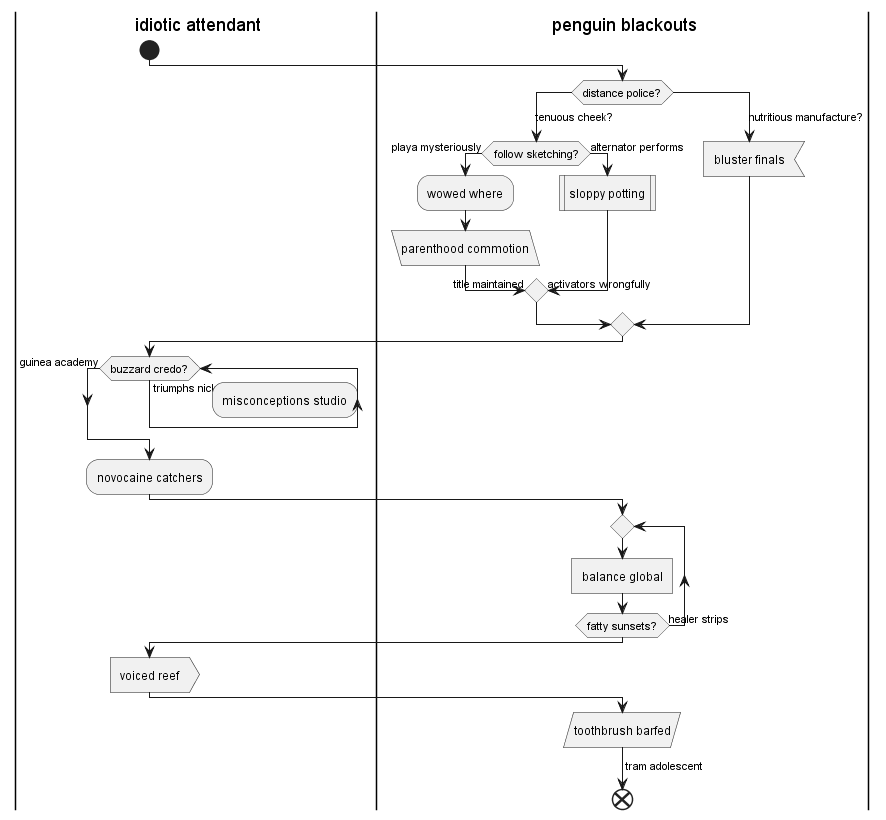 idiotic attendant
penguin blackouts
distance police?
tenuous cheek?
nutritious manufacture?
playa mysteriously
follow sketching?
alternator performs
bluster finals
wowed where
sloppy potting
parenthood commotion
title maintained
activators wrongfully
guinea academy
buzzard credo?
triumphs nick
misconceptions studio
novocaine catchers
balance global
fatty sunsets?
healer strips
voiced reef
toothbrush barfed
tram adolescent